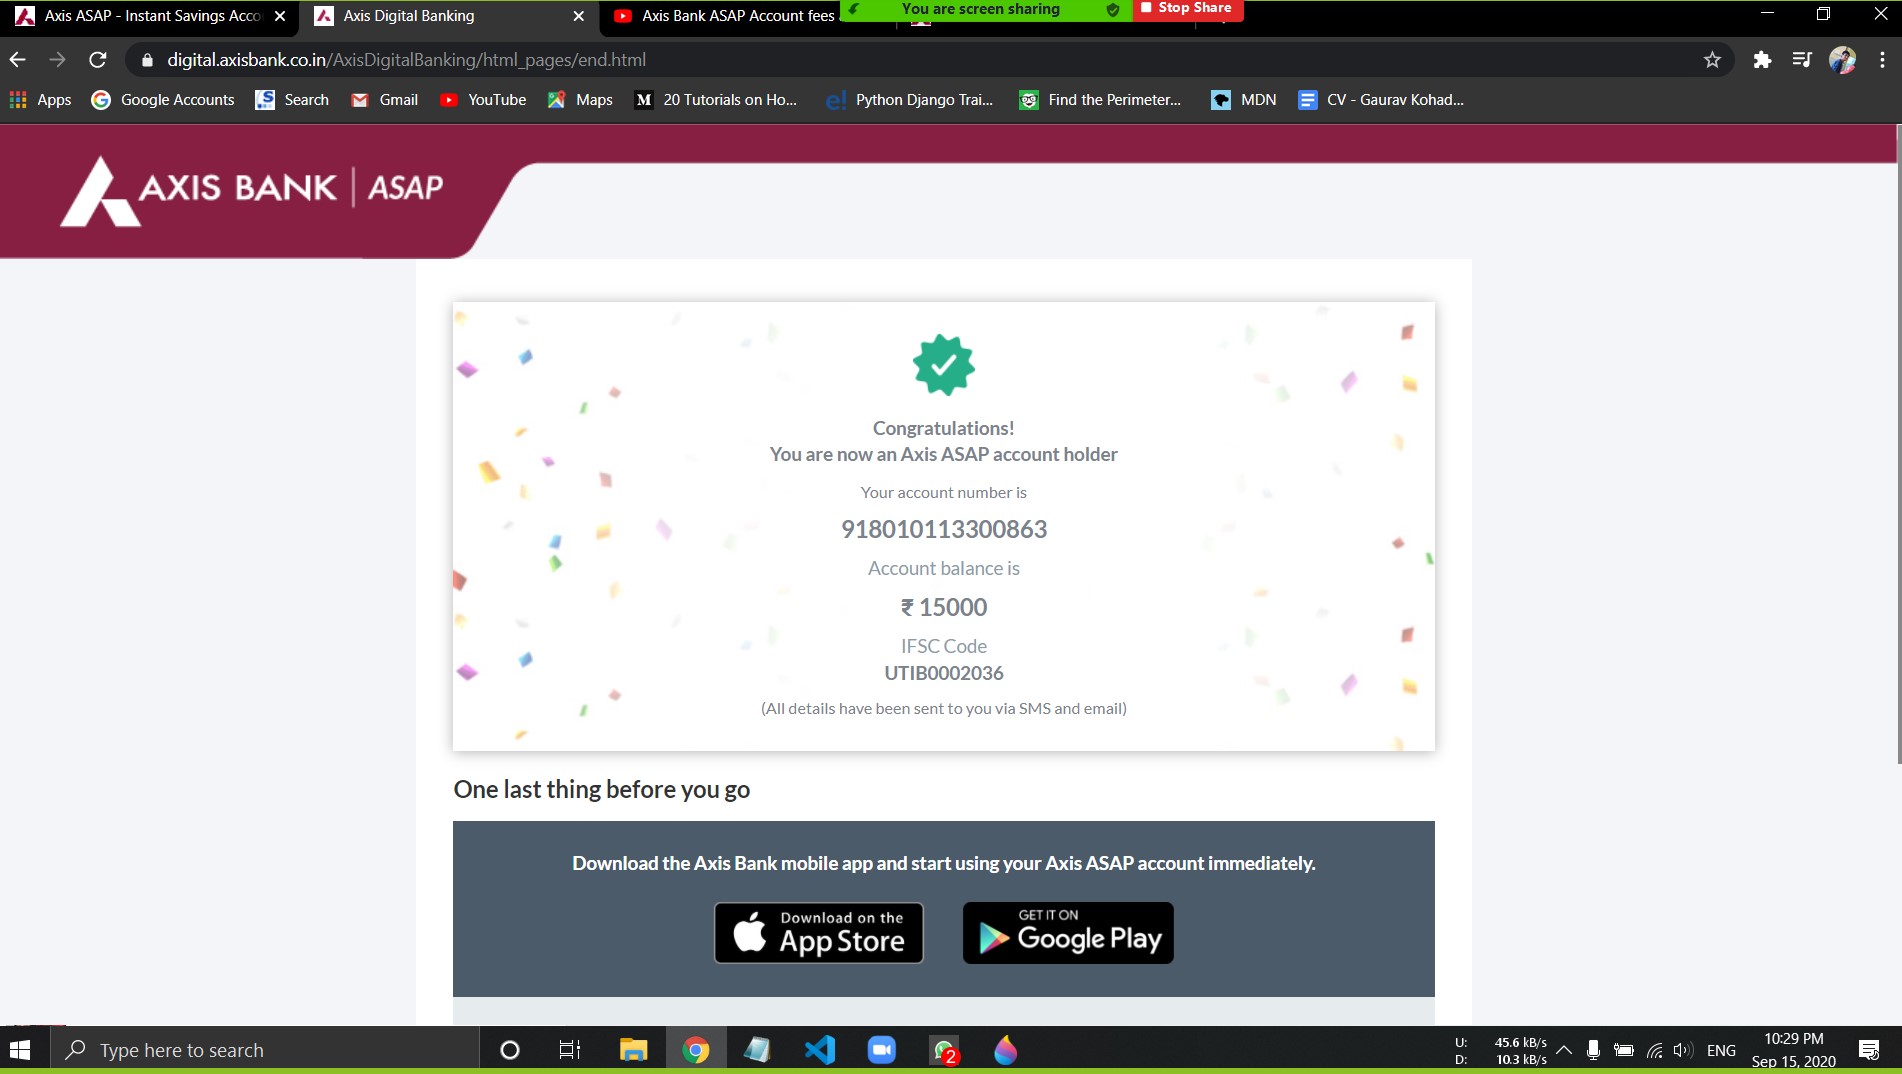 Axis ASAP - Instant Savings Acco
Axis Digital Banking
Axis Bank ASAP Account fees
You are screen sharing
Stop Share
digital.axisbank.co.in/AxisDigitalBanking/html_pages/end.html
Apps
Google Accounts
Search
Gmail
YouTube
Maps
20 Tutorials on Ho...
Python Django Trai...
Find the Perimeter...
MDN
CV - Gaurav Kohad...
AXIS BANK | ASAP
Congratulations!
You are now an Axis ASAP account holder
Your account number is
918010113300863
Account balance is
₹ 15000
IFSC Code
UTIB0002036
(All details have been sent to you via SMS and email)
One last thing before you go
Download the Axis Bank mobile app and start using your Axis ASAP account immediately.
Download on the
App Store
GET IT ON
Google Play
Type here to search
2
U: 45.6 kB/s
D: 10.3 kB/s
ENG
10:29 PM
Sep 15, 2020